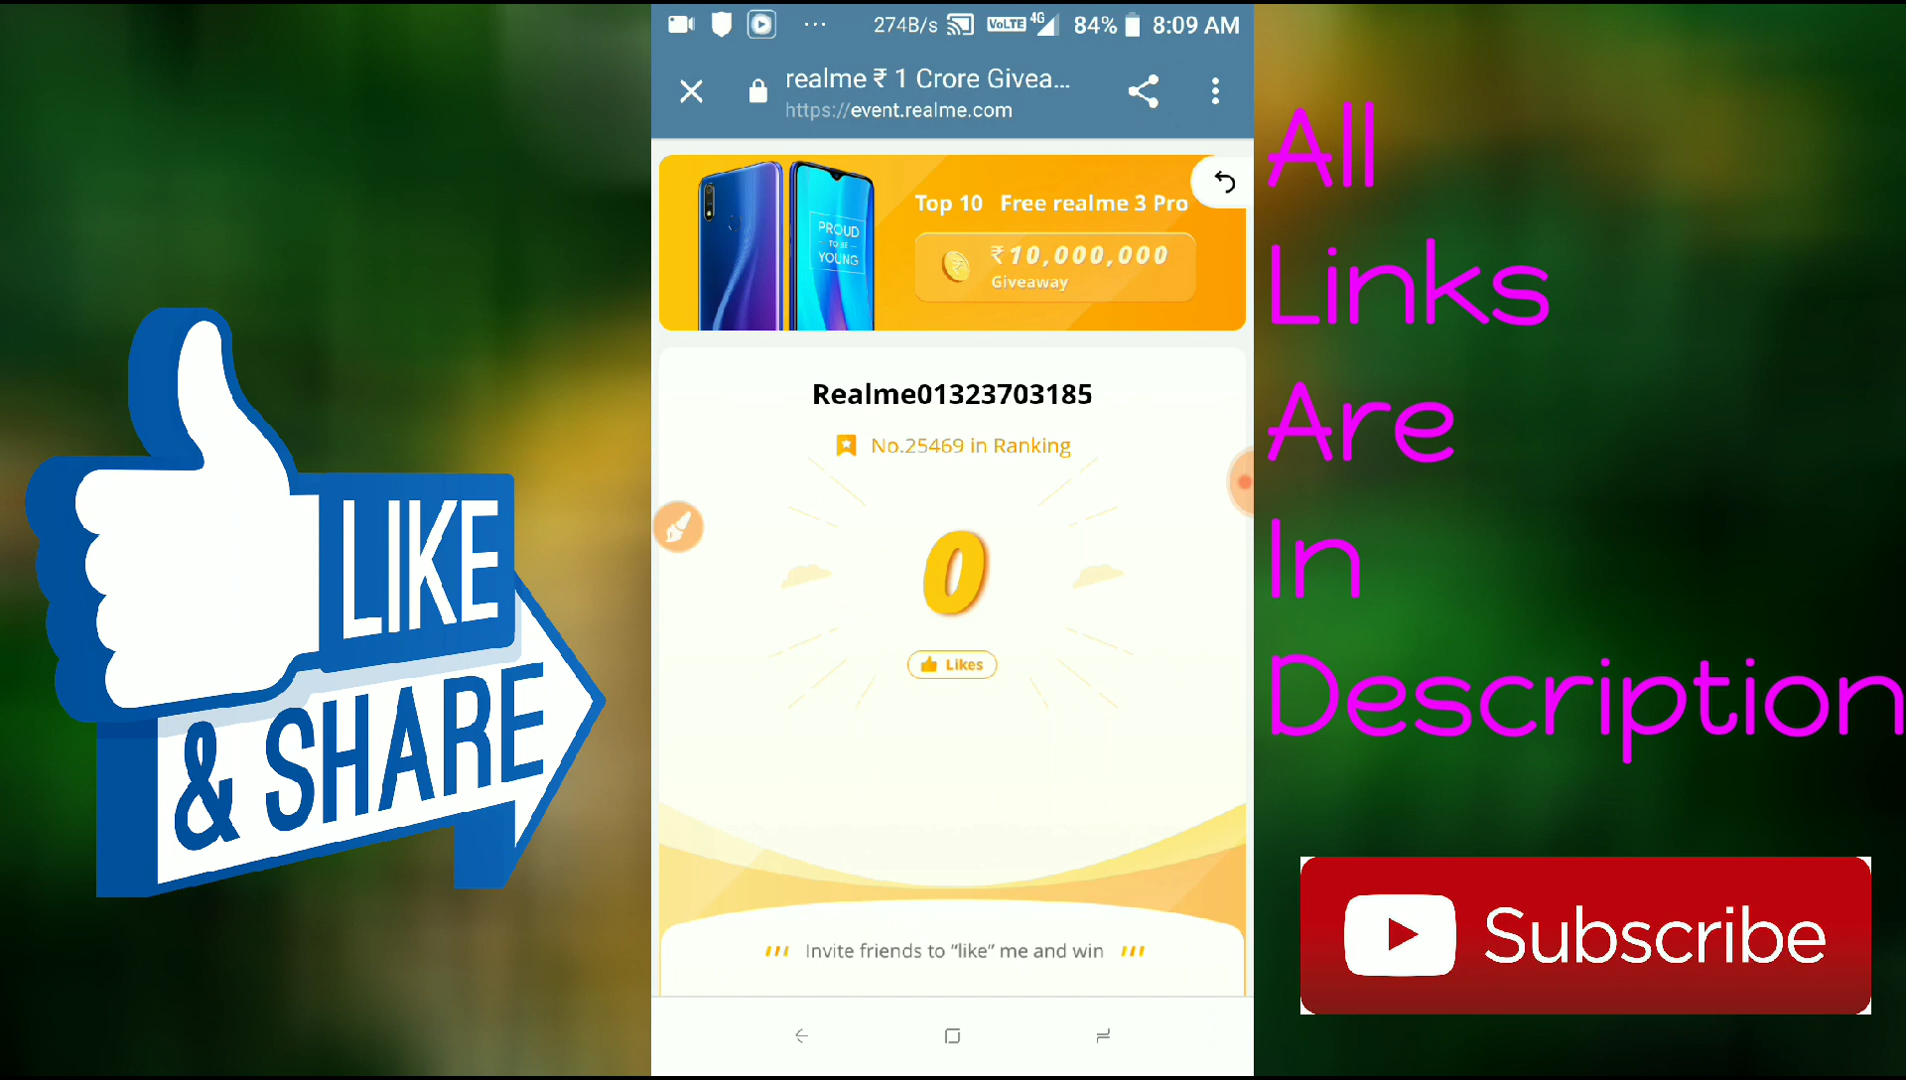 274B/s VoLTE 4G 84% 8:09 AM
realme ₹ 1 Crore Givea...
https://event.realme.com
Top 10 Free realme 3 Pro
PROUD
TO BE
YOUNG
₹10,000,000
Giveaway
Realme01323703185
No.25469 in Ranking
0
Likes
Invite friends to “like” me and win
LIKE
& SHARE
All
Links
Are
In
Description
Subscribe